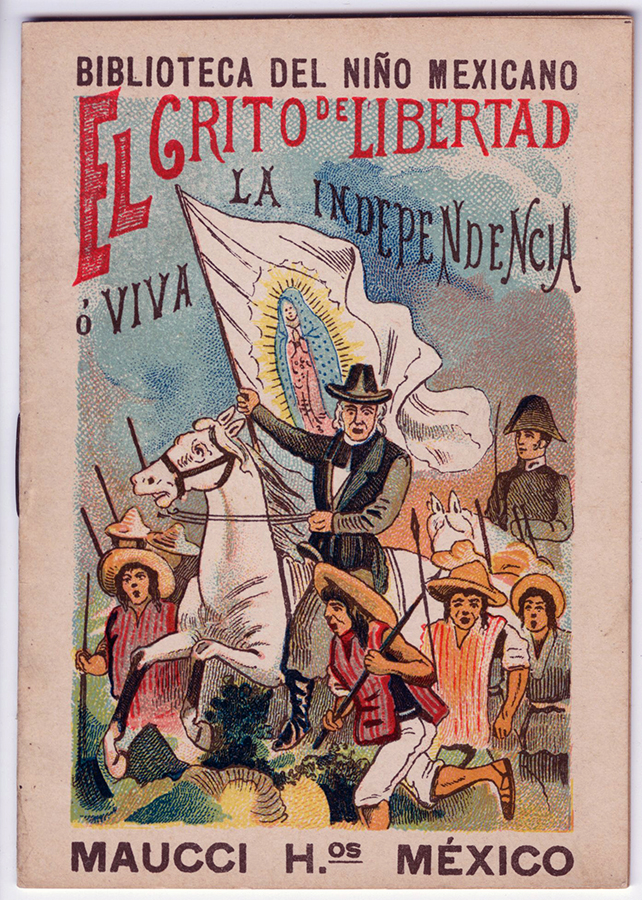 BIBLIOTECA DEL NIÑO MEXICANO
EL GRITO DE LIBERTAD
ó VIVA LA INDEPENDENCIA
MAUCCI H.OS MÉXICO